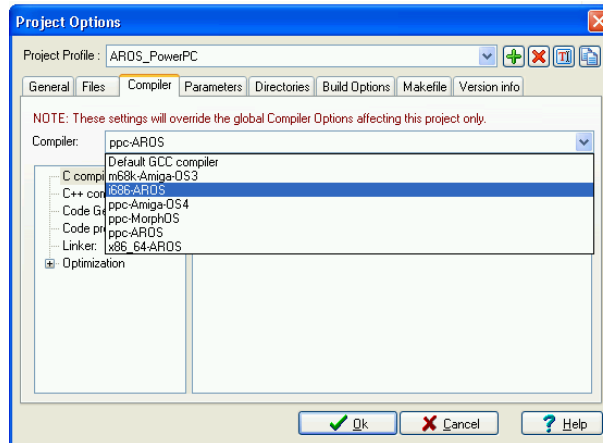 Project Options
Project Profile : AROS_PowerPC
General Files Compiler Parameters Directories Build Options Makefile Version info
NOTE: These settings will override the global Compiler Options affecting this project only.
Compiler: ppc-AROS
Default GCC compiler
C compi m68k-Amiga-OS3
C++ con i686-AROS
Code Ge ppc-Amiga-OS4
ppc-MorphOS
Code pr ppc-AROS
Linker: x86_64-AROS
Optimization
Ok Cancel ? Help